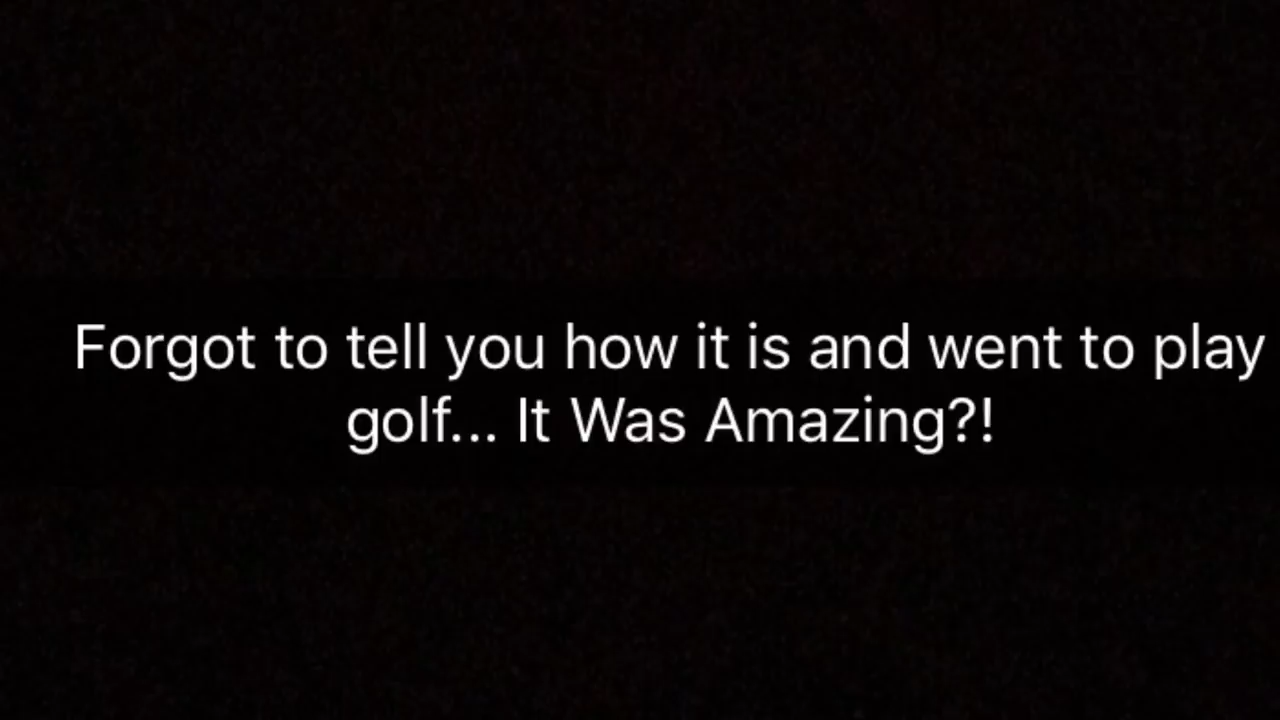 Forgot to tell you how it is and went to play
golf... It Was Amazing?!